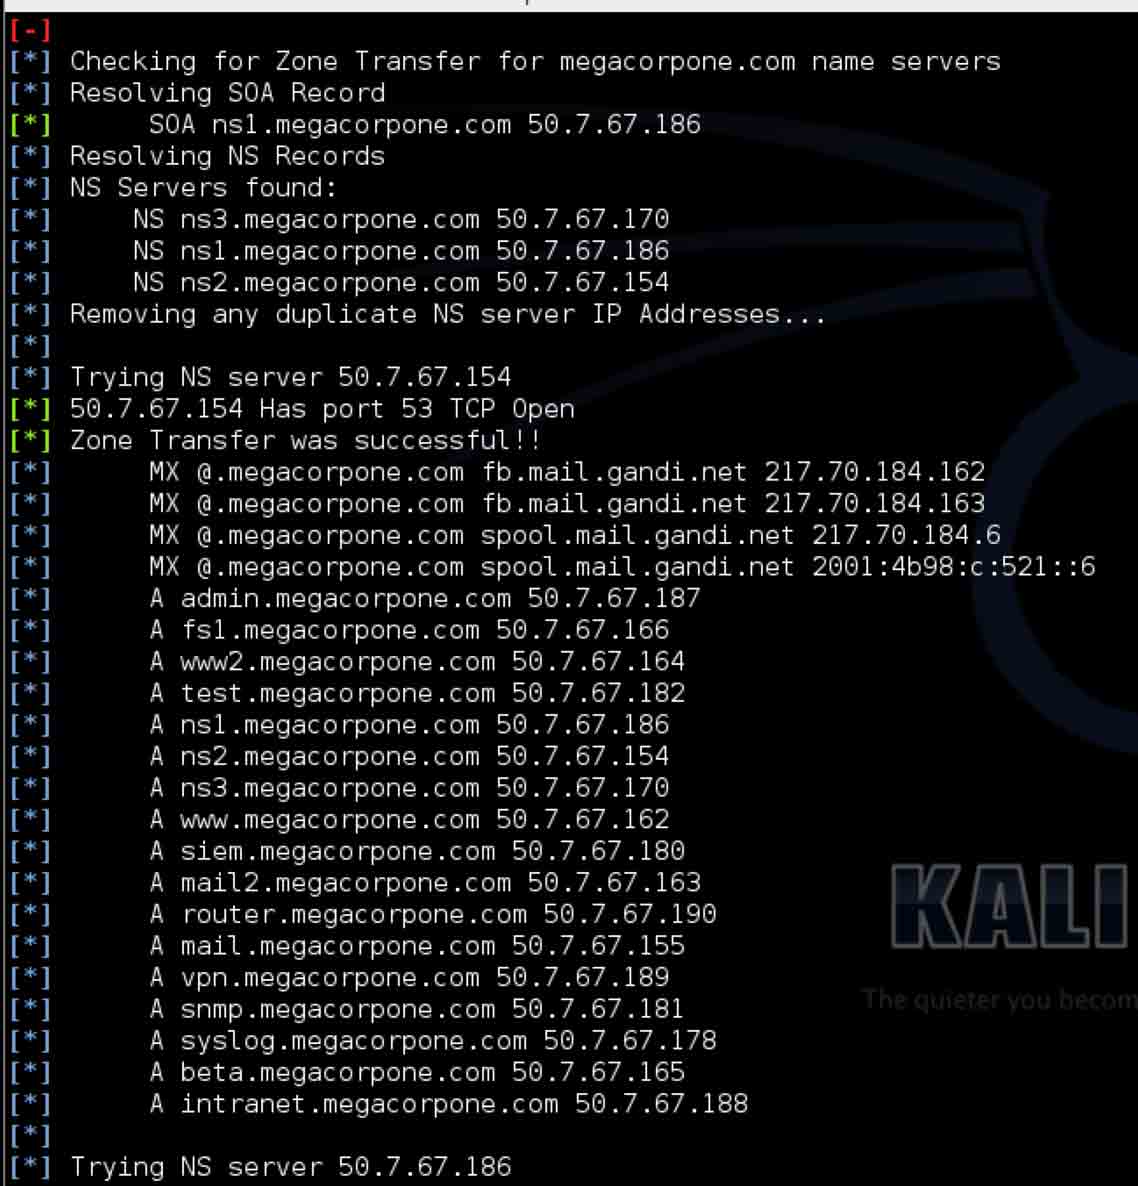 [-]
[*] Checking for Zone Transfer for megacorpone.com name servers
[*] Resolving SOA Record
[*] SOA ns1.megacorpone.com 50.7.67.186
[*] Resolving NS Records
[*] NS Servers found:
[*] NS ns3.megacorpone.com 50.7.67.170
[*] NS ns1.megacorpone.com 50.7.67.186
[*] NS ns2.megacorpone.com 50.7.67.154
[*] Removing any duplicate NS server IP Addresses...
[*]
[*] Trying NS server 50.7.67.154
[*] 50.7.67.154 Has port 53 TCP Open
[*] Zone Transfer was successful!!
[*] MX @.megacorpone.com fb.mail.gandi.net 217.70.184.162
[*] MX @.megacorpone.com fb.mail.gandi.net 217.70.184.163
[*] MX @.megacorpone.com spool.mail.gandi.net 217.70.184.6
[*] MX @.megacorpone.com spool.mail.gandi.net 2001:4b98:c:521::6
[*] A admin.megacorpone.com 50.7.67.187
[*] A fs1.megacorpone.com 50.7.67.166
[*] A www2.megacorpone.com 50.7.67.164
[*] A test.megacorpone.com 50.7.67.182
[*] A ns1.megacorpone.com 50.7.67.186
[*] A ns2.megacorpone.com 50.7.67.154
[*] A ns3.megacorpone.com 50.7.67.170
[*] A www.megacorpone.com 50.7.67.162
[*] A siem.megacorpone.com 50.7.67.180
[*] A mail2.megacorpone.com 50.7.67.163
[*] A router.megacorpone.com 50.7.67.190
[*] A mail.megacorpone.com 50.7.67.155
[*] A vpn.megacorpone.com 50.7.67.189
[*] A snmp.megacorpone.com 50.7.67.181
[*] A syslog.megacorpone.com 50.7.67.178
[*] A beta.megacorpone.com 50.7.67.165
[*] A intranet.megacorpone.com 50.7.67.188
[*]
[*] Trying NS server 50.7.67.186
KALI
The quieter you becom